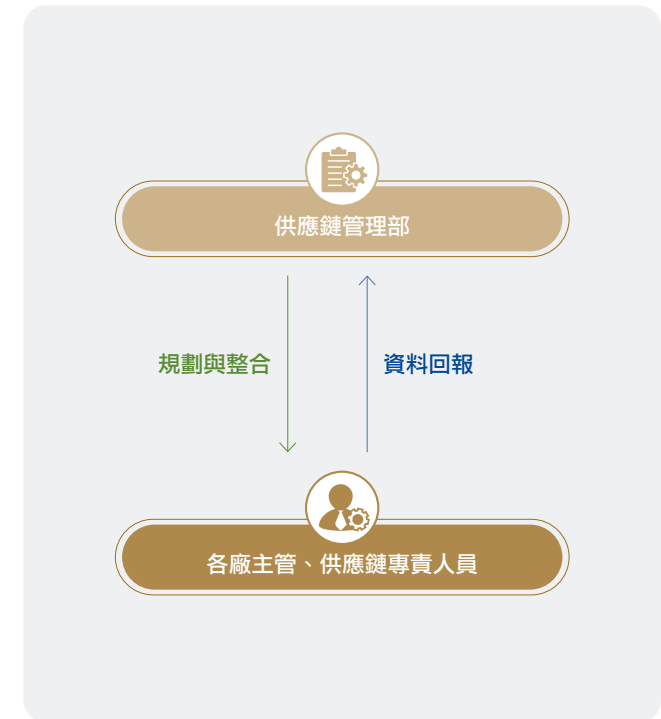 供應鏈管理部
規劃與整合
資料回報
各廠主管、供應鏈專責人員